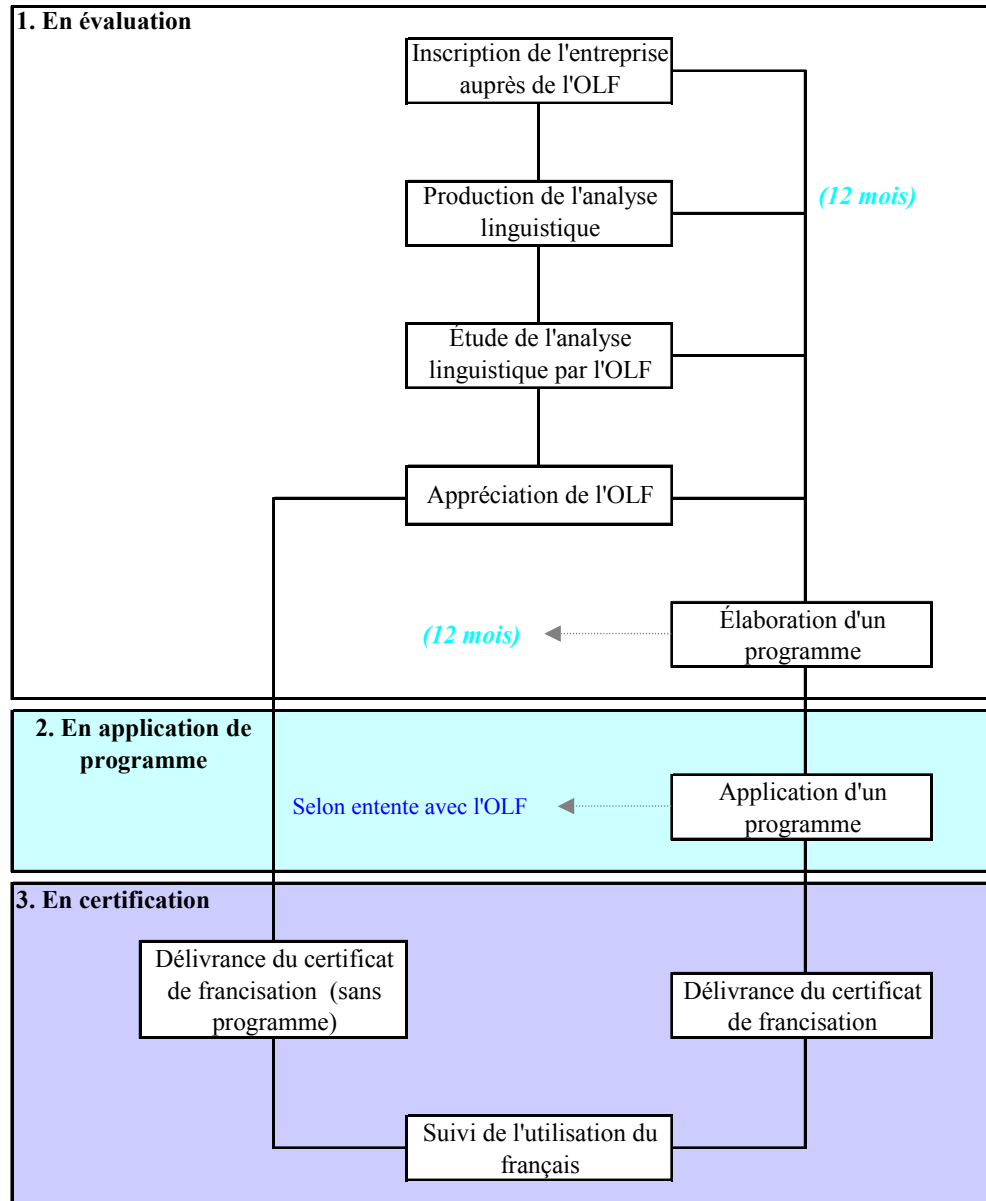 1. En évaluation
Inscription de l'entreprise
auprès de l'OLF
Production de l'analyse
linguistique
(12 mois)
Étude de l'analyse
linguistique par l'OLF
Appréciation de l'OLF
Élaboration d'un
programme
(12 mois)
2. En application de
programme
Application d'un
programme
Selon entente avec l'OLF
3. En certification
Délivrance du certificat
de francisation (sans
programme)
Délivrance du certificat
de francisation
Suivi de l'utilisation du
français